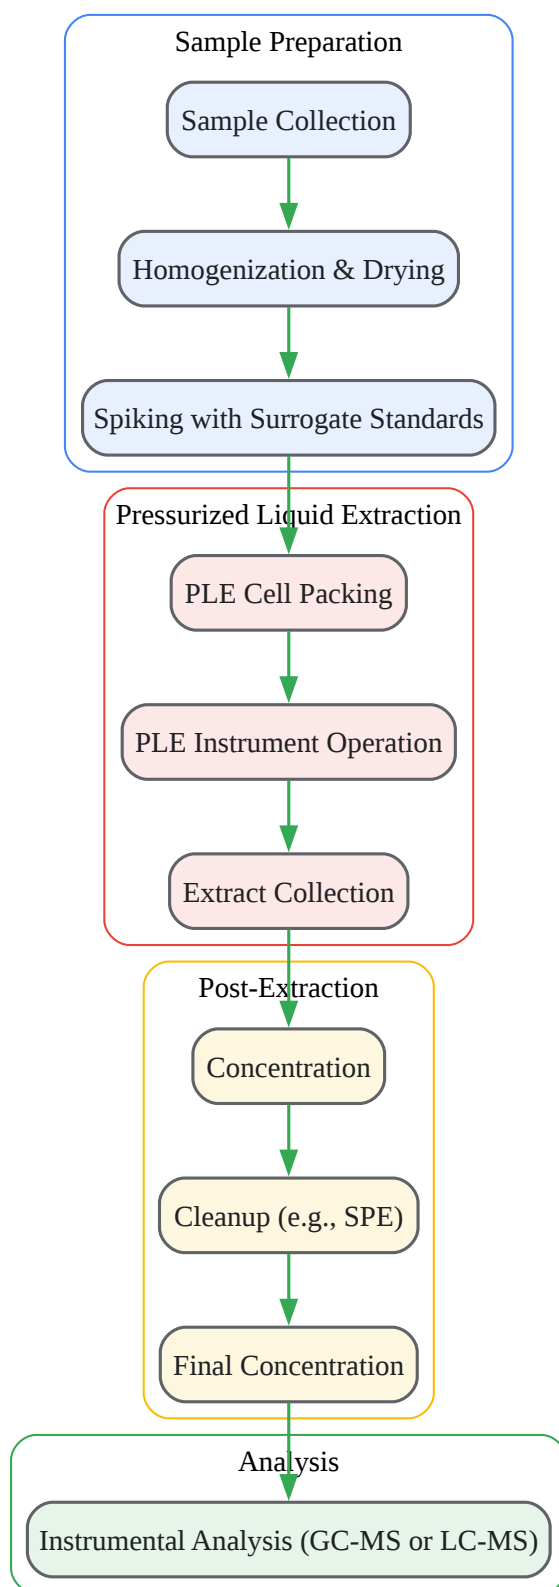 Sample Preparation
Sample Collection
Homogenization & Drying
Spiking with Surrogate Standards
Pressurized Liquid Extraction
PLE Cell Packing
PLE Instrument Operation
Extract Collection
Post-Extraction
Concentration
Cleanup (e.g., SPE)
Final Concentration
Analysis
Instrumental Analysis (GC-MS or LC-MS)